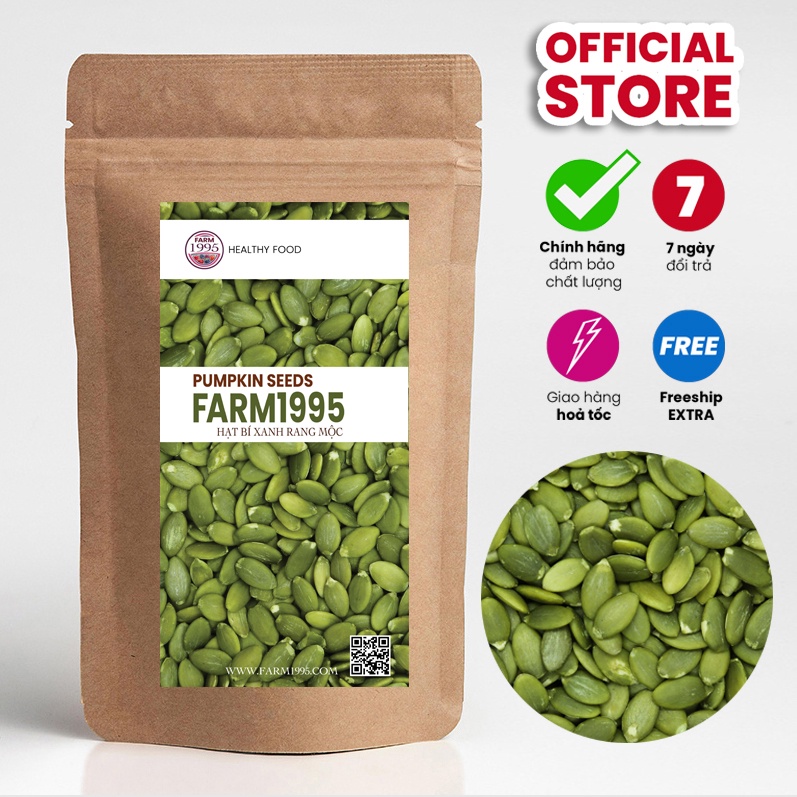 OFFICIAL
STORE
FARM
1995
HEALTHY FOOD
PUMPKIN SEEDS
FARM1995
HẠT BÍ XANH RANG MỘC
WWW.FARM1995.COM
Chính hãng
đảm bảo
chất lượng
7
7 ngày
đổi trả
Giao hàng
hoả tốc
FREE
Freeship
EXTRA